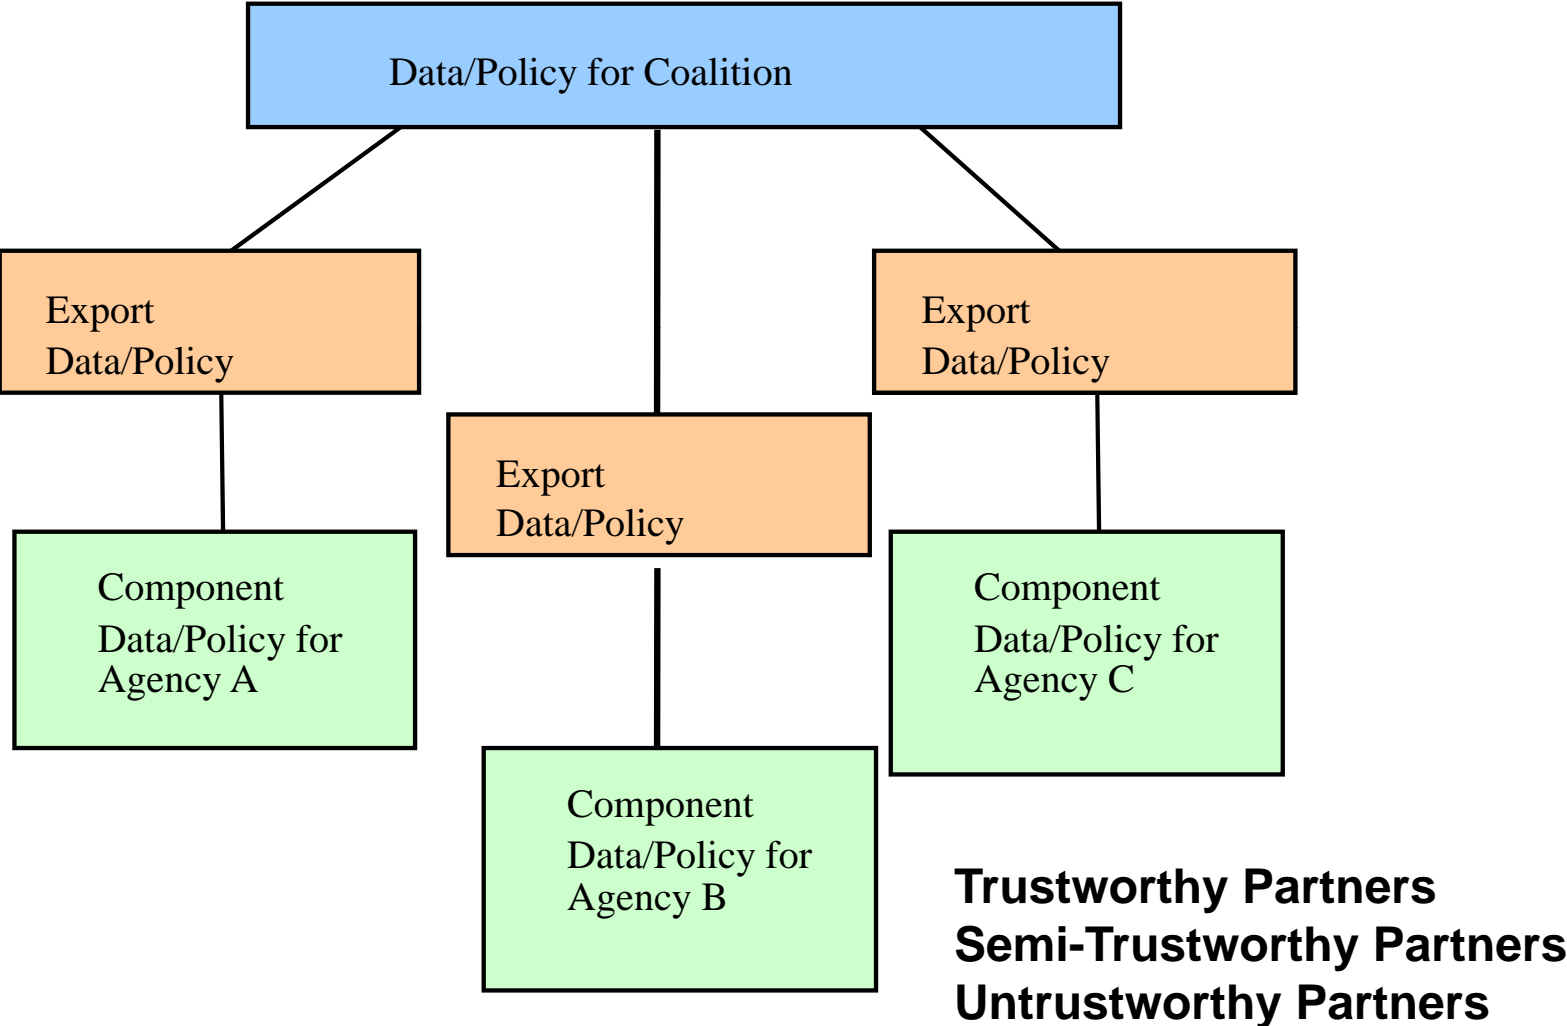 Data/Policy for Coalition
Export
Data/Policy
Export
Data/Policy
Export
Data/Policy
Component
Data/Policy for
Agency A
Component
Data/Policy for
Agency C
Component
Data/Policy for
Agency B
Trustworthy Partners
Semi-Trustworthy Partners
Untrustworthy Partners